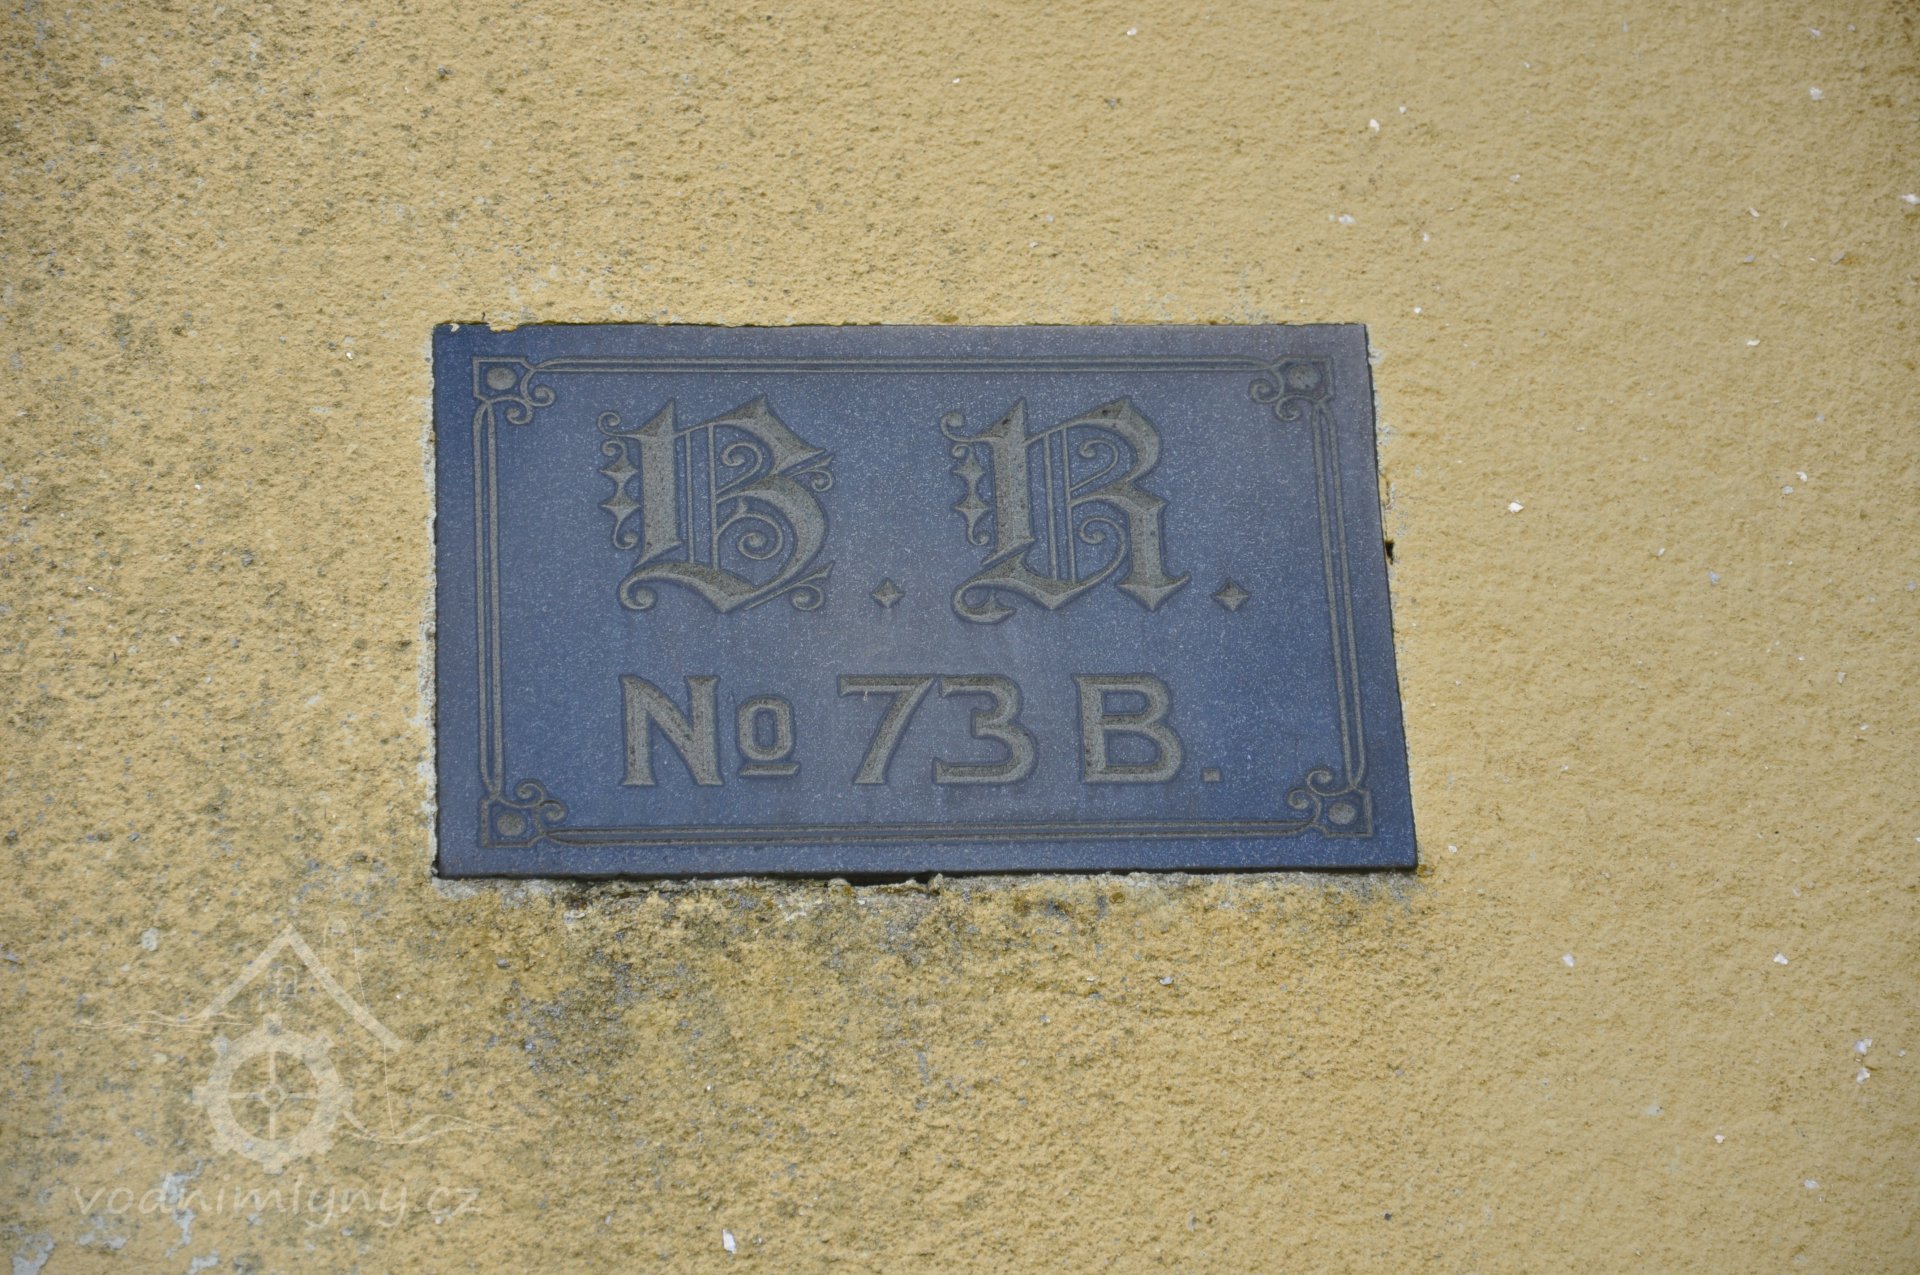 B. R.
No 73 B.
vodnimlyny.cz